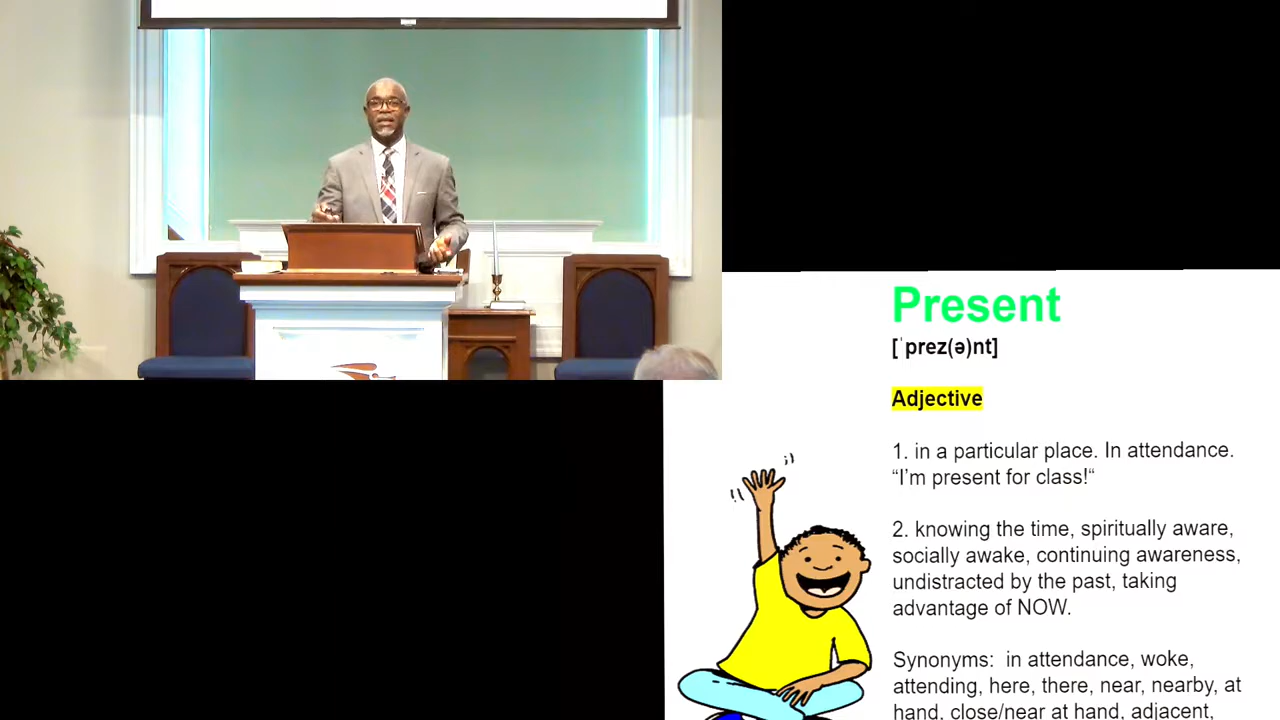 Present
[ˈprez(ə)nt]
Adjective
1. in a particular place. In attendance.
“I’m present for class!“
2. knowing the time, spiritually aware,
socially awake, continuing awareness,
undistracted by the past, taking
advantage of NOW.
Synonyms:  in attendance, woke,
attending, here, there, near, nearby, at
hand, close/near at hand, adjacent,